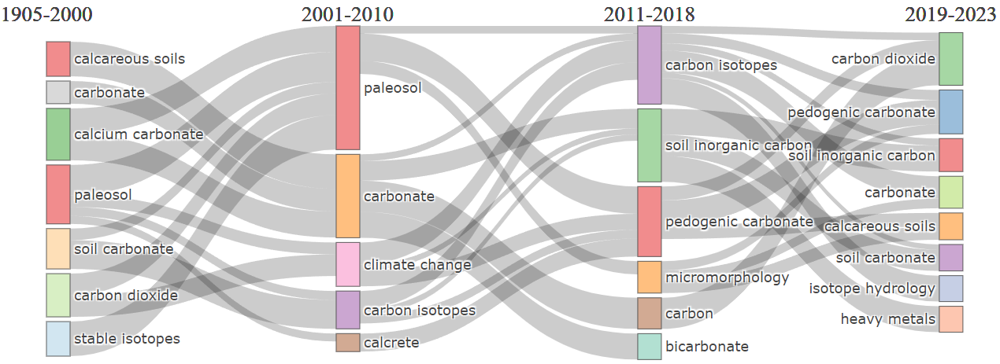 1905-2000
2001-2010
2011-2018
2019-2023
calcareous soils
carbonate
calcium carbonate
paleosol
soil carbonate
carbon dioxide
stable isotopes
paleosol
carbonate
climate change
carbon isotopes
calcrete
carbon isotopes
soil inorganic carbon
pedogenic carbonate
micromorphology
carbon
bicarbonate
carbon dioxide
pedogenic carbonate
soil inorganic carbon
carbonate
calcareous soils
soil carbonate
isotope hydrology
heavy metals